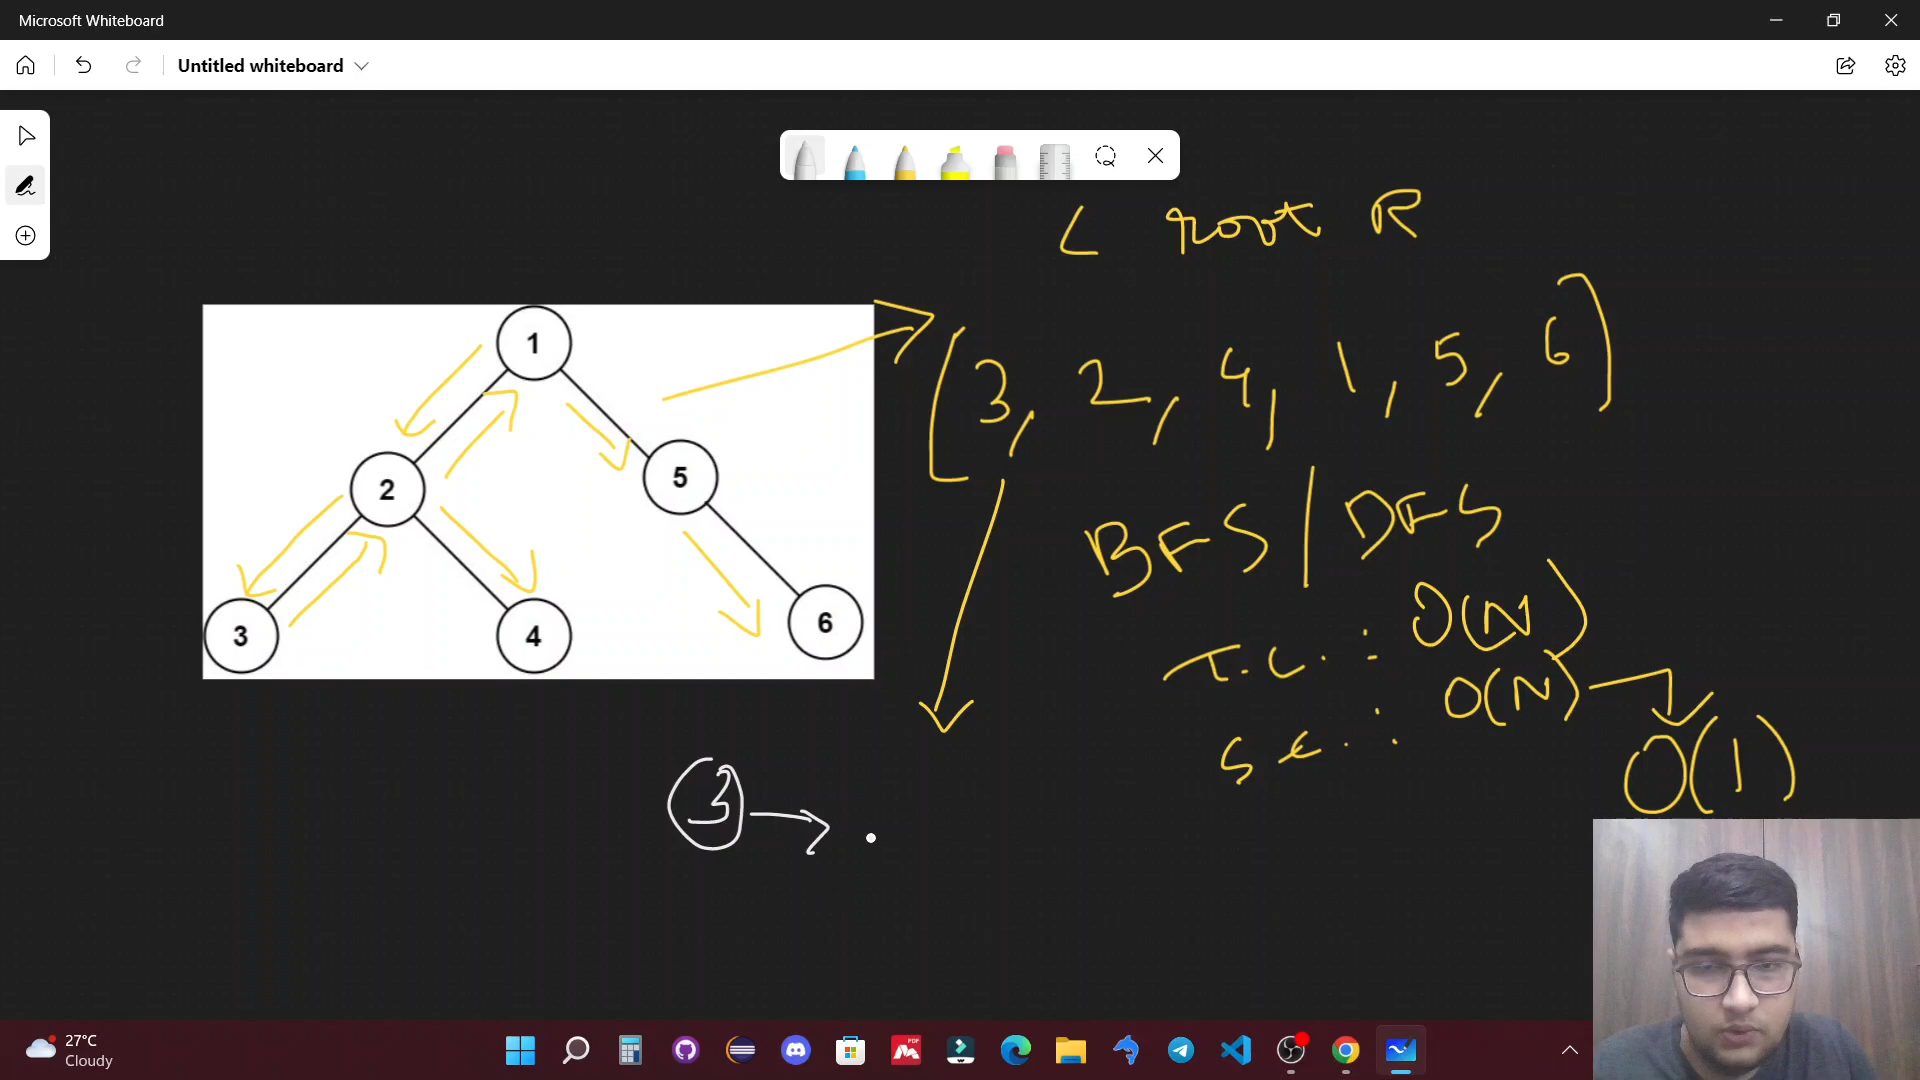 Microsoft Whiteboard
Untitled whiteboard
L root R
[3, 2, 4, 1, 5, 6]
1
2
5
3
4
6
BFS / DFS
T.C. : O(N)
S.C. : O(N) → O(1)
3 →
27°C
Cloudy
PDF